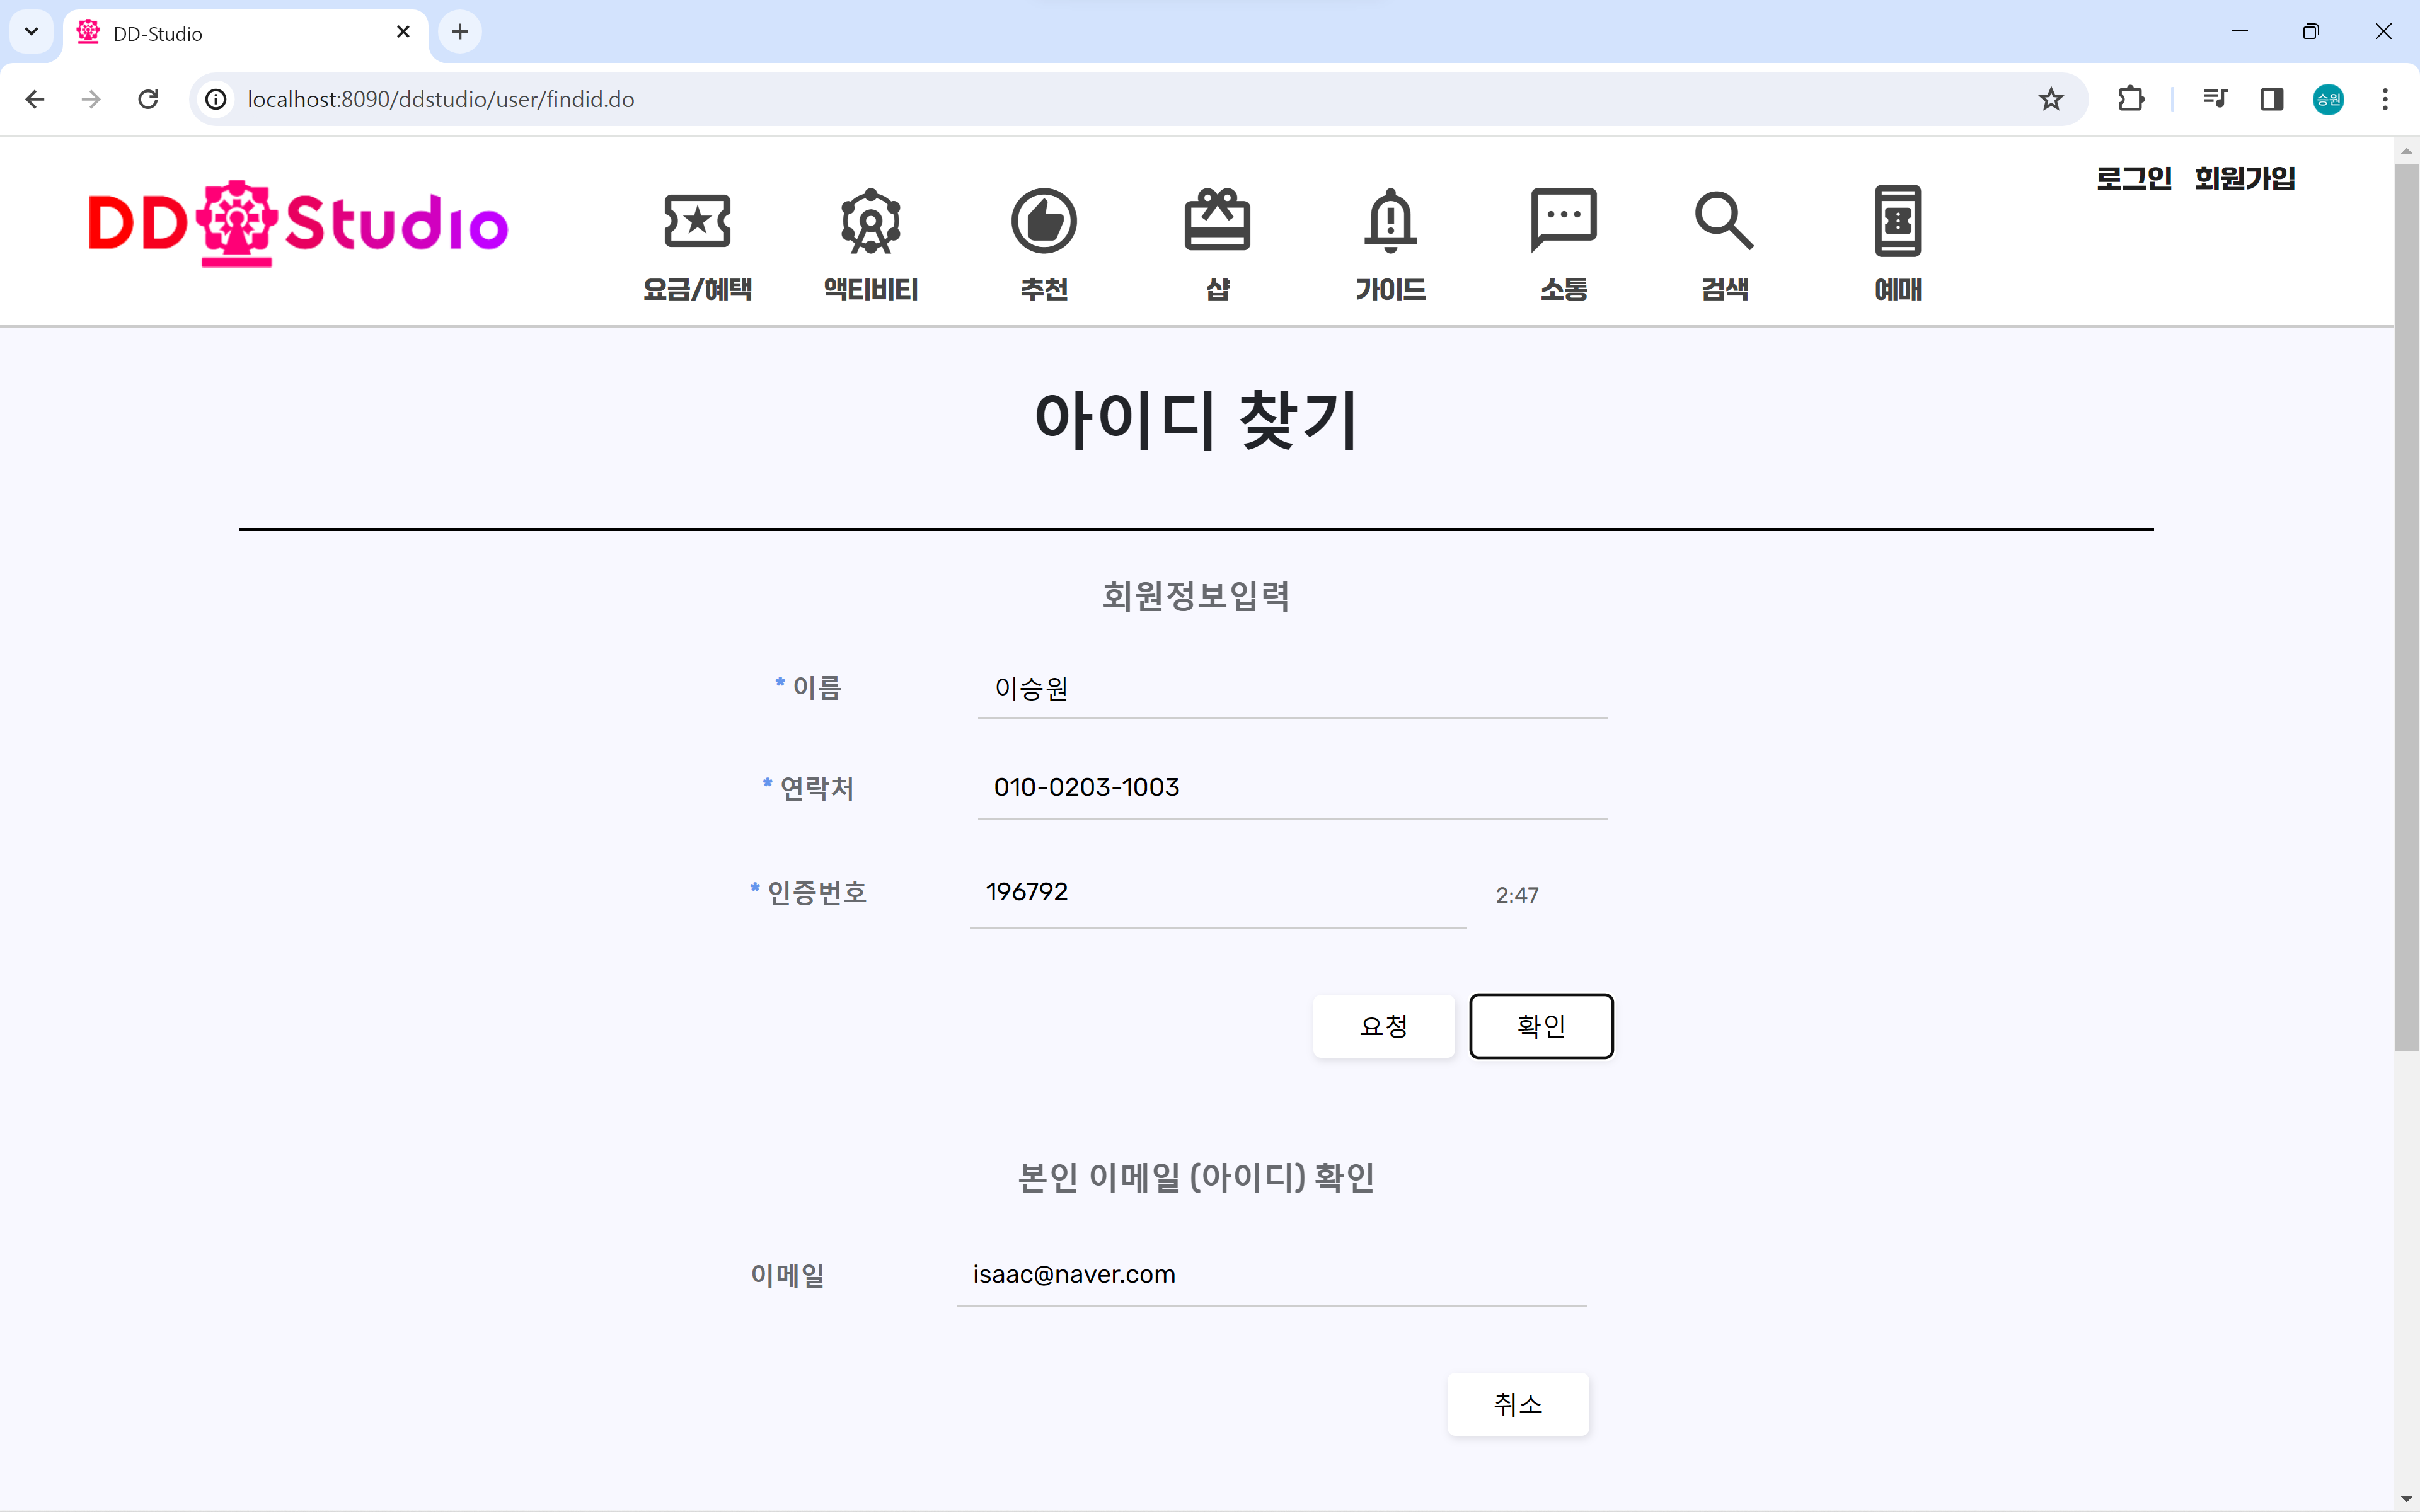 DD-Studio
localhost:8090/ddstudio/user/findid.do
승원
로그인 회원가입
DD Studio
요금/혜택 액티비티 추천 샵 가이드 소통 검색 예매
아이디 찾기
회원정보입력
* 이름 이승원
* 연락처 010-0203-1003
* 인증번호 196792 2:47
요청 확인
본인 이메일 (아이디) 확인
이메일 isaac@naver.com
취소